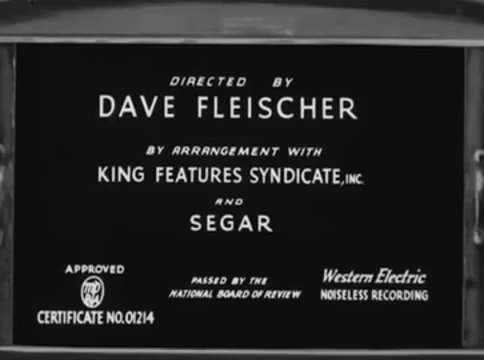 DIRECTED BY
DAVE FLEISCHER
BY ARRANGEMENT WITH
KING FEATURES SYNDICATE, INC.
AND
SEGAR
APPROVED
CERTIFICATE NO. 01214
PASSED BY THE
NATIONAL BOARD OF REVIEW
Western Electric
NOISELESS RECORDING